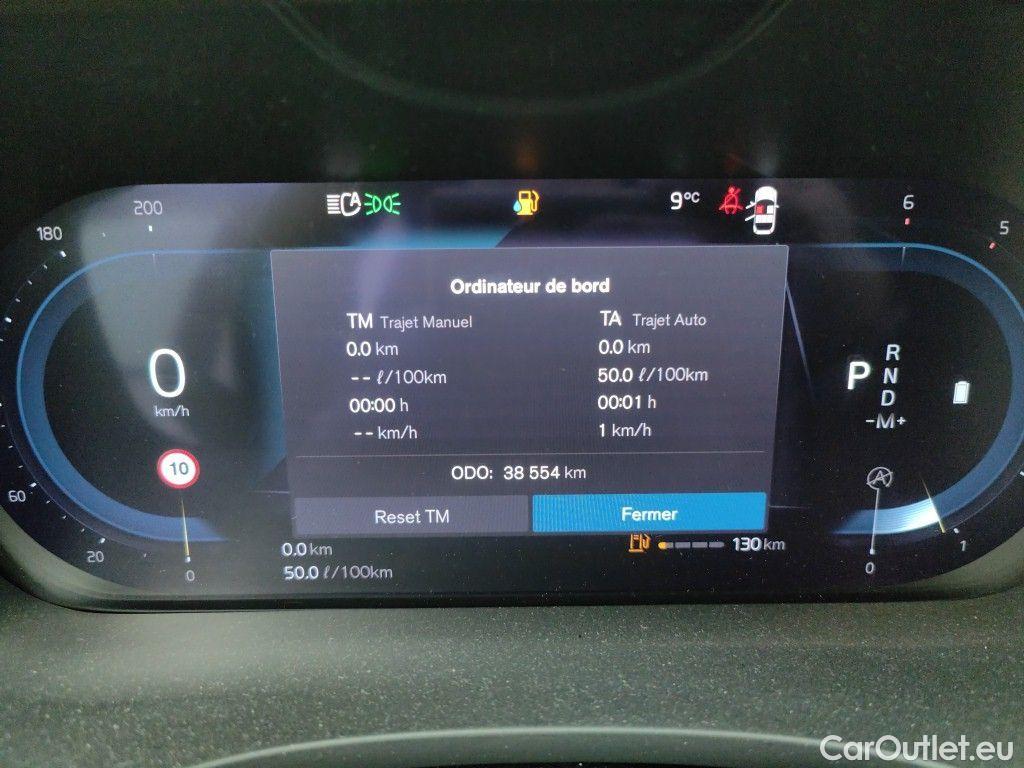 200
180
60
20
0
0
km/h
10
9°C
6
5
1
0
Ordinateur de bord
TM Trajet Manuel
0.0 km
-- ℓ/100km
00:00 h
-- km/h
TA Trajet Auto
0.0 km
50.0 ℓ/100km
00:01 h
1 km/h
ODO: 38 554 km
Reset TM
Fermer
0.0 km
50.0 ℓ/100km
130 km
P
R
N
D
-M+
A
CarOutlet.eu